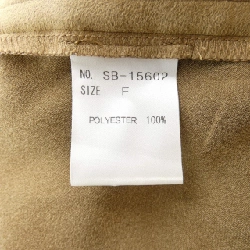 NO. SB-15602
SIZE F
POLYESTER 100%